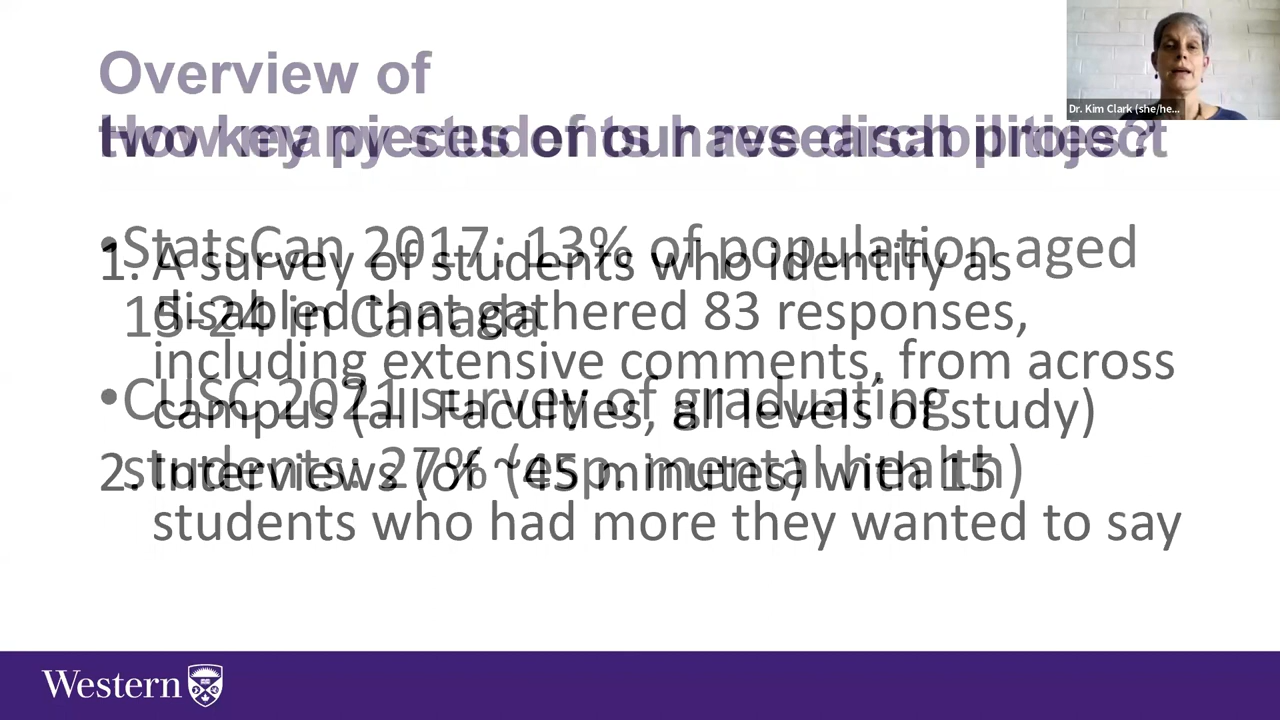 Overview of
two key pieces of our research project
How many students have disabilities?
Dr. Kim Clark (she/he...
•StatsCan 2017: 13% of population aged
15-24 in Canada
•CUSC 2021 survey of graduating
students: 27% (esp. mental health)
1. A survey of students who identify as
disabled that gathered 83 responses,
including extensive comments, from across
campus (all Faculties, all levels of study)
2. Interviews (of ~45 minutes) with 15
students who had more they wanted to say
Western